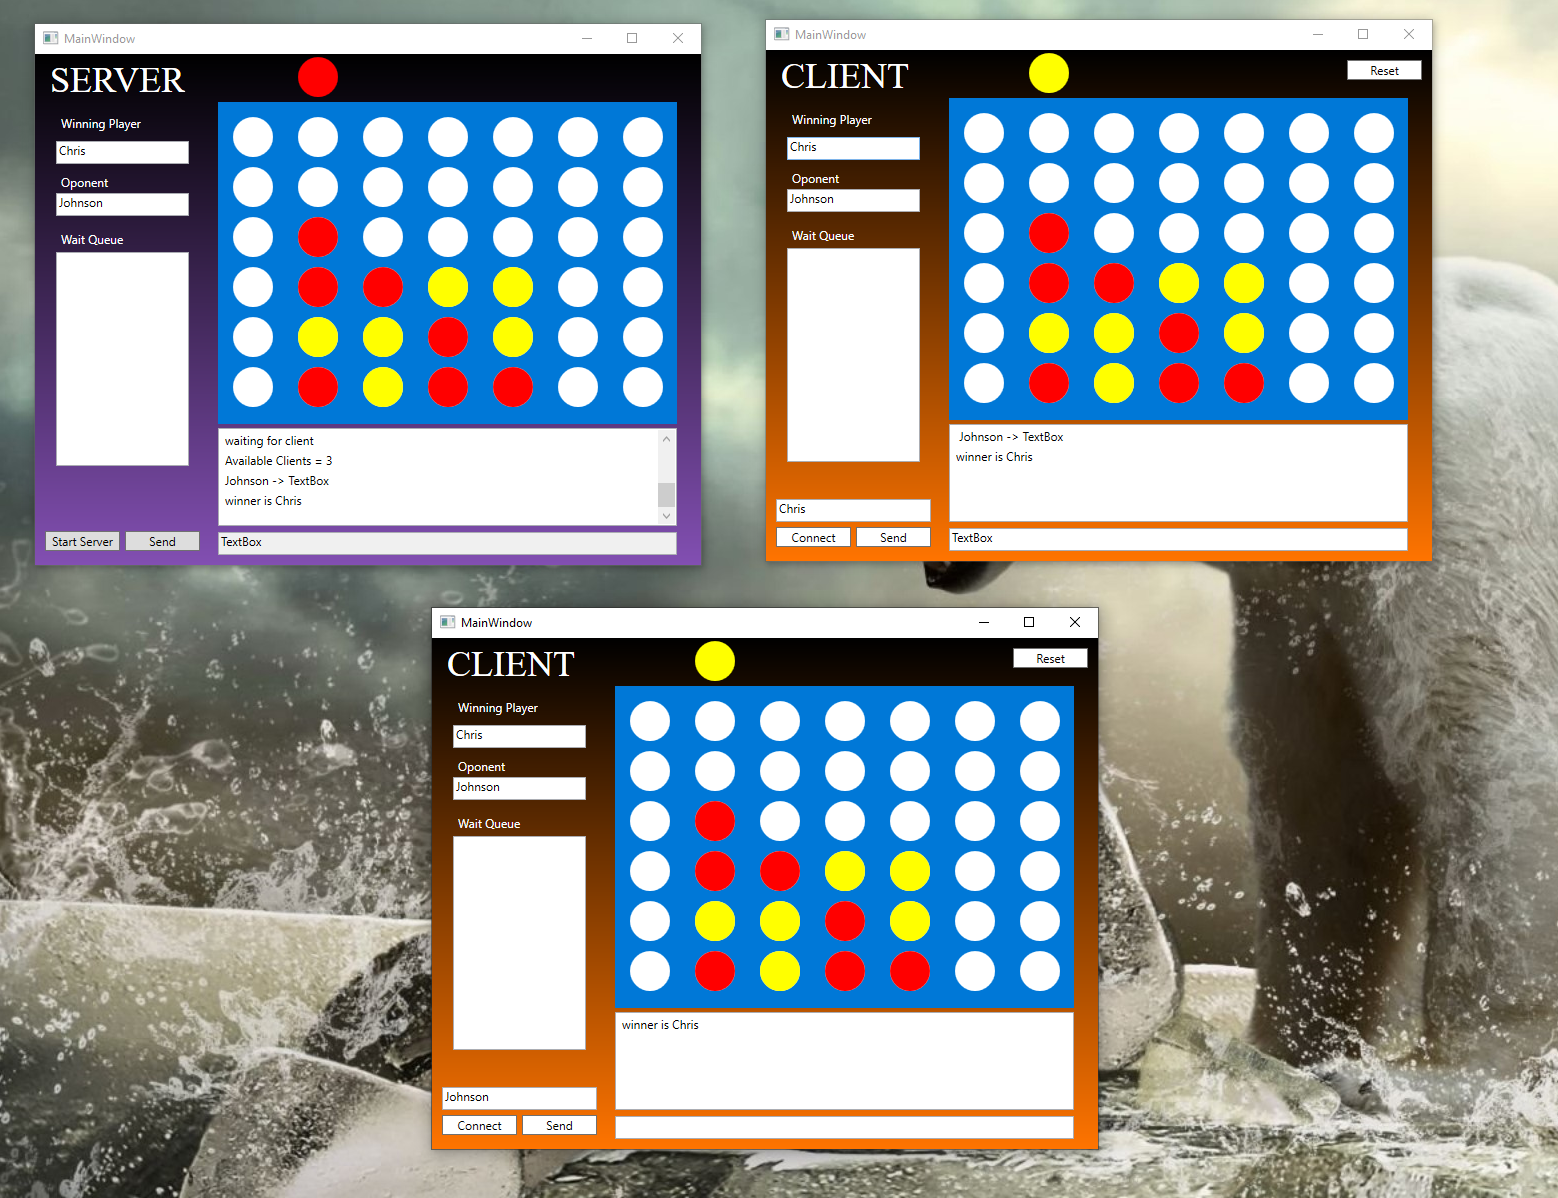 MainWindow
SERVER
Winning Player
Chris
Oponent
Johnson
Wait Queue
waiting for client
Available Clients = 3
Johnson -> TextBox
winner is Chris
Start Server
Send
TextBox
MainWindow
CLIENT
Reset
Winning Player
Chris
Oponent
Johnson
Wait Queue
Johnson -> TextBox
winner is Chris
Chris
Connect
Send
TextBox
MainWindow
CLIENT
Reset
Winning Player
Chris
Oponent
Johnson
Wait Queue
winner is Chris
Johnson
Connect
Send